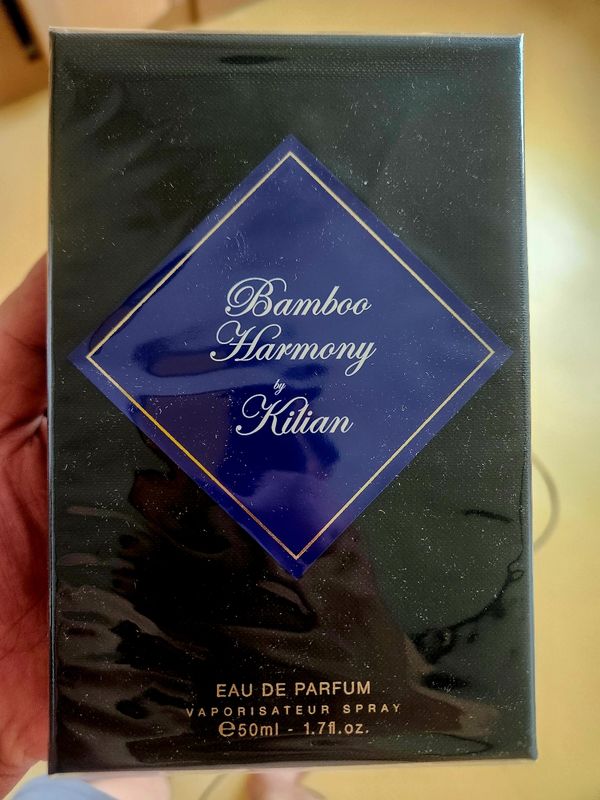 Bamboo
Harmony
by
Kilian
EAU DE PARFUM
VAPORISATEUR SPRAY
℮50ml - 1.7fl.oz.